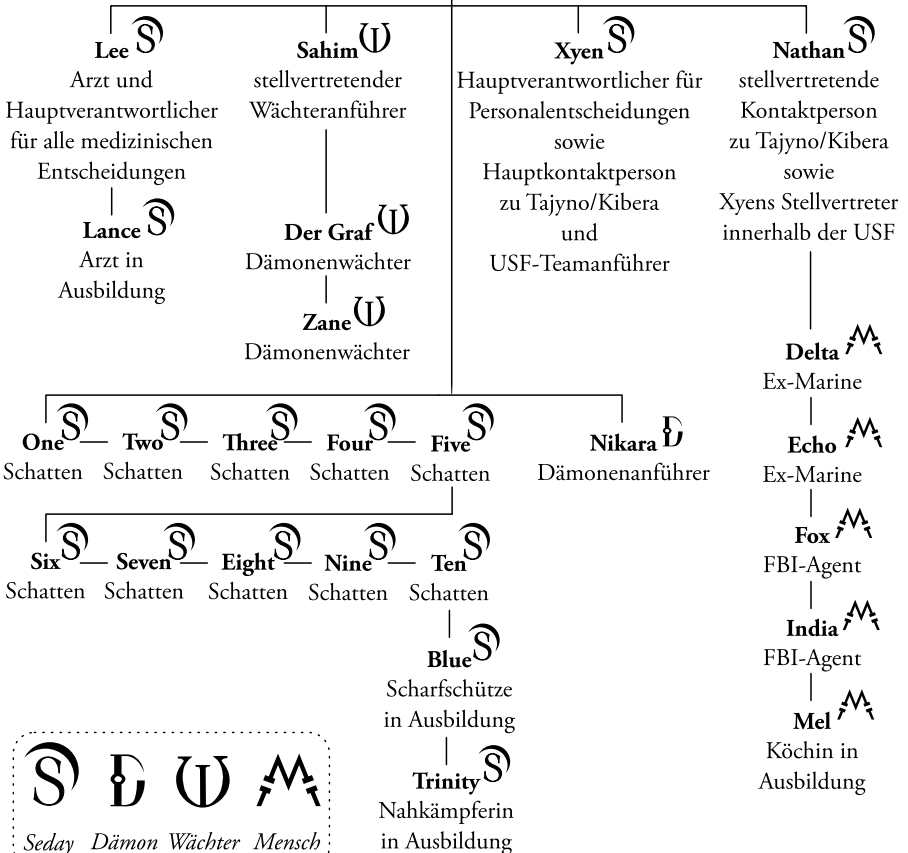 Lee
Arzt und
Hauptverantwortlicher
für alle medizinischen
Entscheidungen
Lance
Arzt in
Ausbildung
Sahim
stellvertretender
Wächteranführer
Der Graf
Dämonenwächter
Zane
Dämonenwächter
Xyen
Hauptverantwortlicher für
Personalentscheidungen
sowie
Hauptkontaktperson
zu Tajyno/Kibera
und
USF-Teamanführer
Nathan
stellvertretende
Kontaktperson
zu Tajyno/Kibera
sowie
Xyens Stellvertreter
innerhalb der USF
Delta
Ex-Marine
Echo
Ex-Marine
Fox
FBI-Agent
India
FBI-Agent
Mel
Köchin in
Ausbildung
One Two Three Four Five
Schatten Schatten Schatten Schatten Schatten
Nikara
Dämonenanführer
Six Seven Eight Nine Ten
Schatten Schatten Schatten Schatten Schatten
Blue
Scharfschütze
in Ausbildung
Trinity
Nahkämpferin
in Ausbildung
Seday Dämon Wächter Mensch